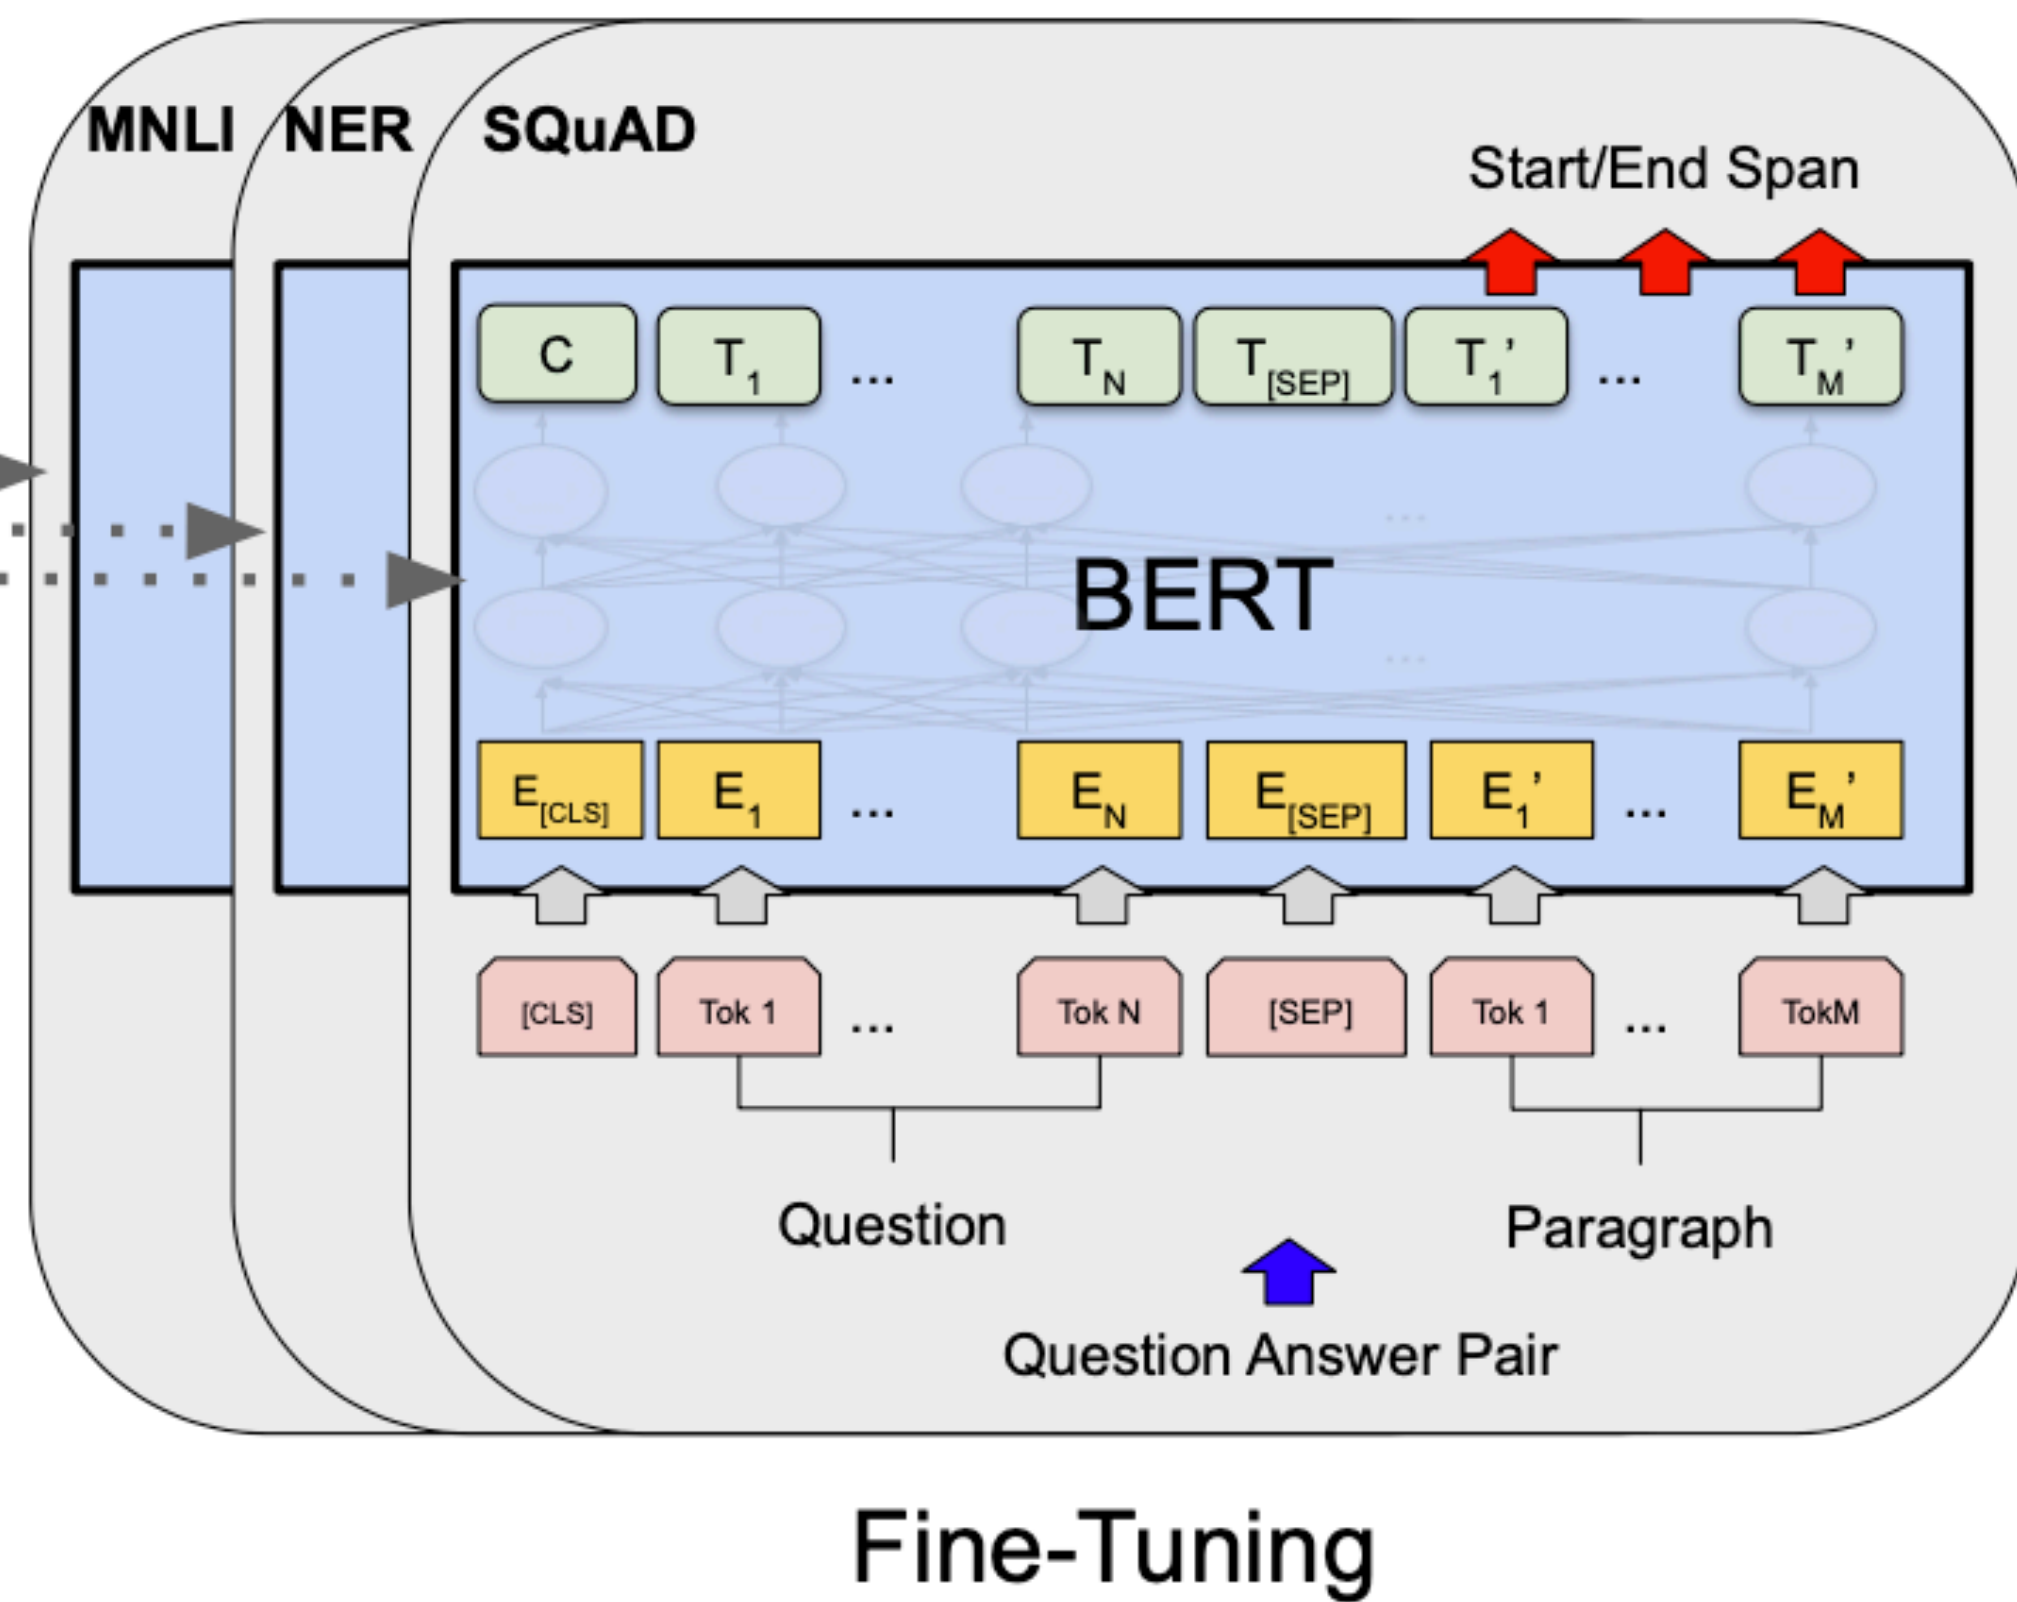 MNLI NER SQuAD
Start/End Span
C T1 ... TN T[SEP] T1’ ... TM’
...
BERT
...
E[CLS] E1 ... EN E[SEP] E1’ ... EM’
[CLS] Tok 1 ... Tok N [SEP] Tok 1 ... TokM
Question Paragraph
Question Answer Pair
Fine-Tuning